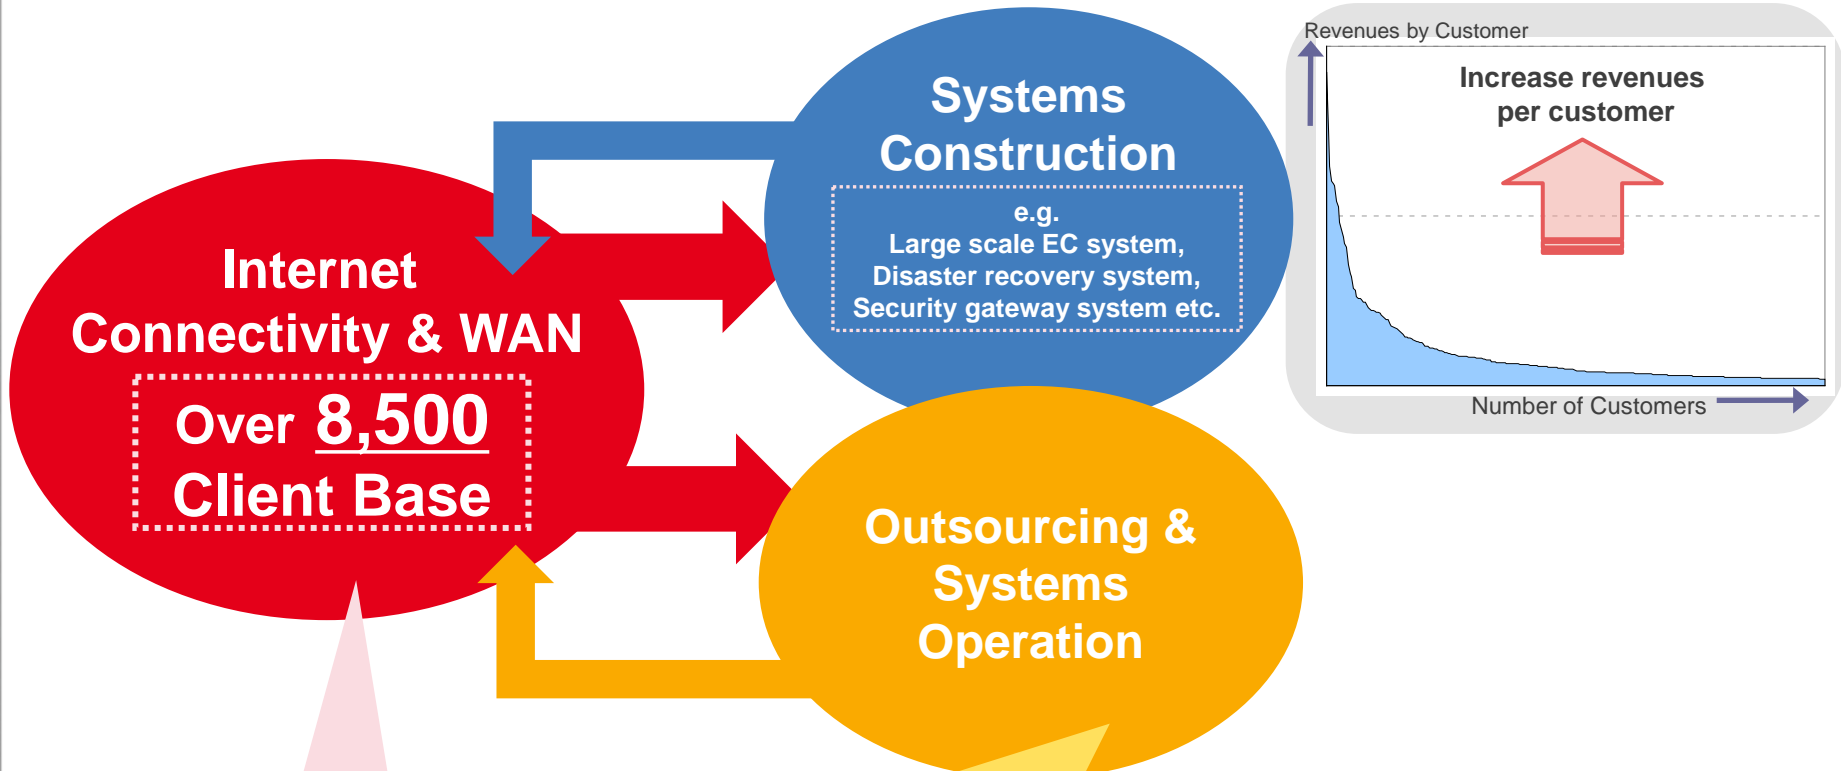 Internet
Connectivity & WAN
Over 8,500
Client Base
Systems
Construction
e.g.
Large scale EC system,
Disaster recovery system,
Security gateway system etc.
Outsourcing &
Systems
Operation
Revenues by Customer
Increase revenues
per customer
Number of Customers